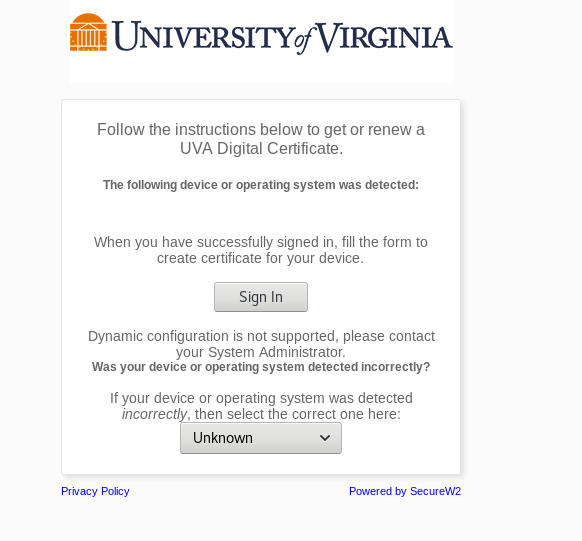 UNIVERSITY of VIRGINIA
Follow the instructions below to get or renew a
UVA Digital Certificate.
The following device or operating system was detected:
When you have successfully signed in, fill the form to
create certificate for your device.
Sign In
Dynamic configuration is not supported, please contact
your System Administrator.
Was your device or operating system detected incorrectly?
If your device or operating system was detected
incorrectly, then select the correct one here:
Unknown
Privacy Policy
Powered by SecureW2